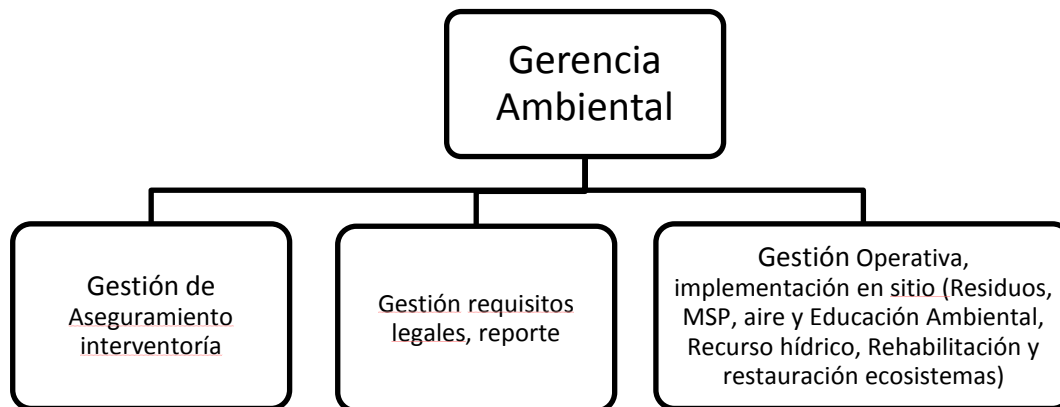 Gerencia
Ambiental
Gestión de
Aseguramiento
interventoría
Gestión requisitos
legales, reporte
Gestión Operativa,
implementación en sitio (Residuos,
MSP, aire y Educación Ambiental,
Recurso hídrico, Rehabilitación y
restauración ecosistemas)